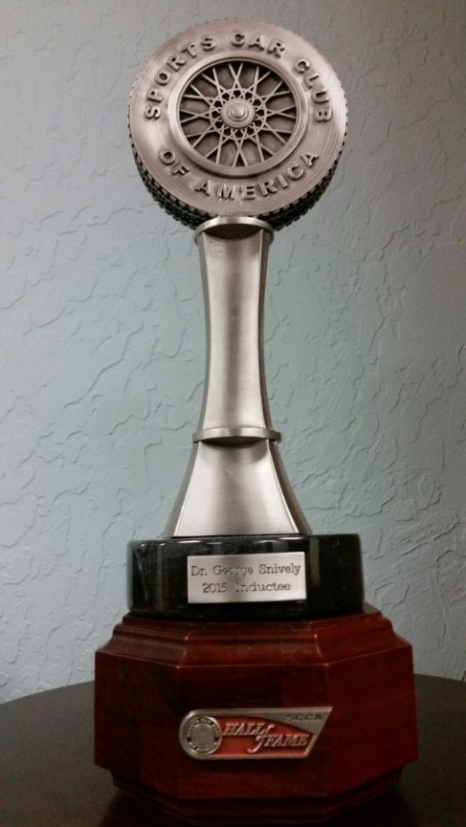 SPORTS CAR CLUB
OF AMERICA
Dr. George Snively
2015 Inductee
SCCA
HALL of FAME